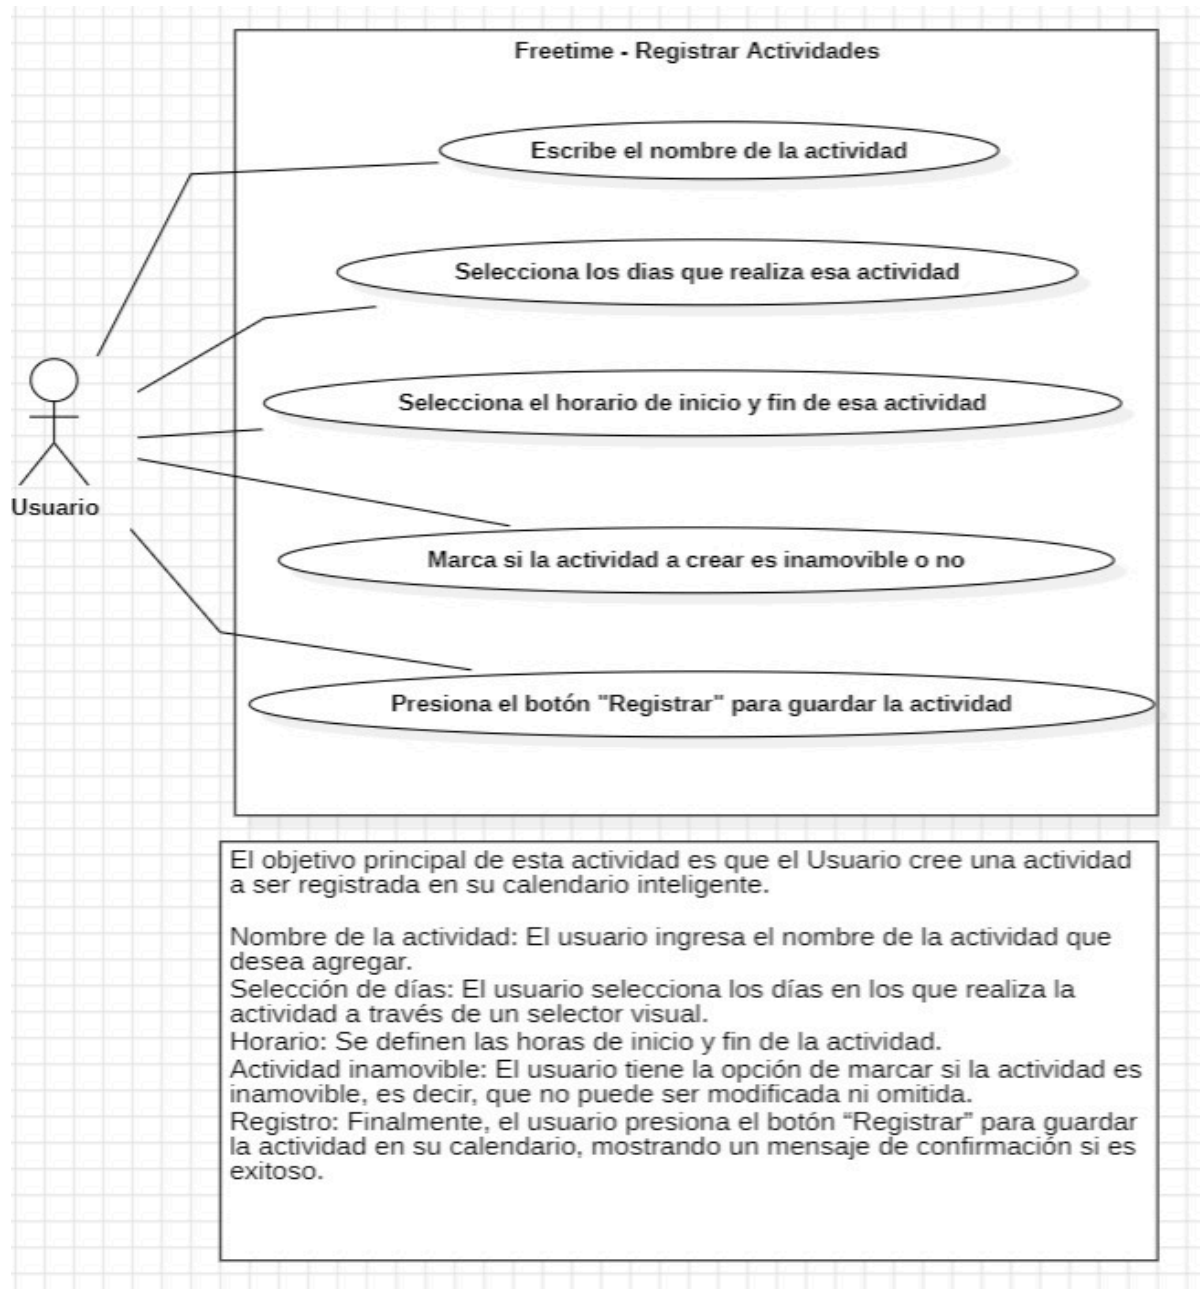 Freetime - Registrar Actividades
Escribe el nombre de la actividad
Selecciona los dias que realiza esa actividad
Selecciona el horario de inicio y fin de esa actividad
Usuario
Marca si la actividad a crear es inamovible o no
Presiona el botón "Registrar" para guardar la actividad
El objetivo principal de esta actividad es que el Usuario cree una actividad
a ser registrada en su calendario inteligente.
Nombre de la actividad: El usuario ingresa el nombre de la actividad que
desea agregar.
Selección de días: El usuario selecciona los días en los que realiza la
actividad a través de un selector visual.
Horario: Se definen las horas de inicio y fin de la actividad.
Actividad inamovible: El usuario tiene la opción de marcar si la actividad es
inamovible, es decir, que no puede ser modificada ni omitida.
Registro: Finalmente, el usuario presiona el botón “Registrar” para guardar
la actividad en su calendario, mostrando un mensaje de confirmación si es
exitoso.